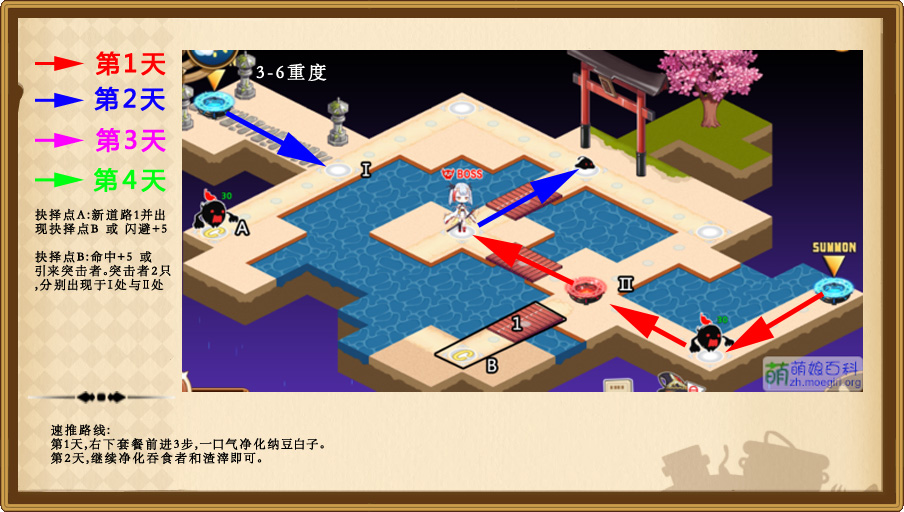 第1天
第2天
第3天
第4天
抉择点A:新道路1并出
现抉择点B 或 闪避+5
抉择点B:命中+5 或
引来突击者。突击者2只
,分别出现于I处与II处
3-6重度
I
BOSS
30
A
SUMMON
II
1
30
B
萌 萌娘百科
zh.moegirl.org
速推路线:
第1天,右下套餐前进3步,一口气净化纳豆白子。
第2天,继续净化吞食者和渣滓即可。